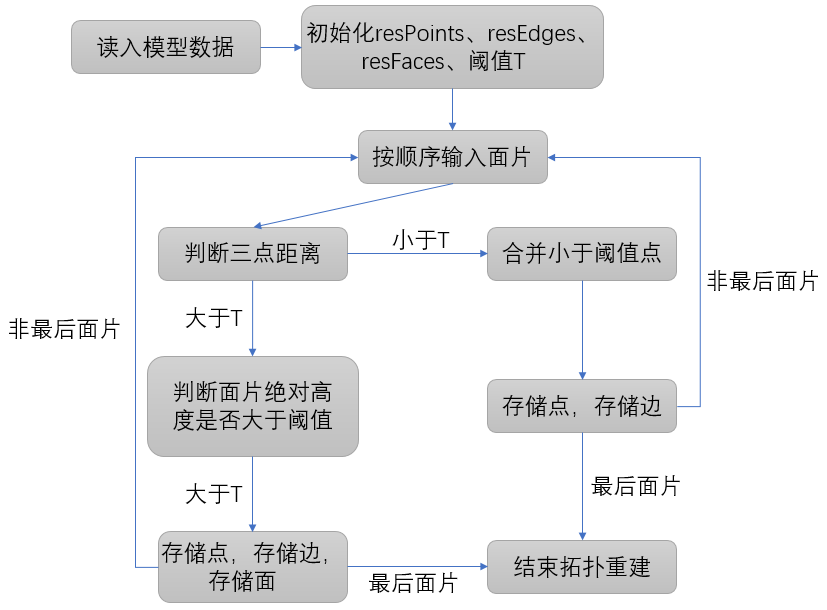 读入模型数据
初始化resPoints、resEdges、
resFaces、阈值T
按顺序输入面片
判断三点距离
小于T
合并小于阈值点
非最后面片
非最后面片
大于T
判断面片绝对高
度是否大于阈值
存储点，存储边
大于T
最后面片
存储点，存储边，
存储面
最后面片
结束拓扑重建